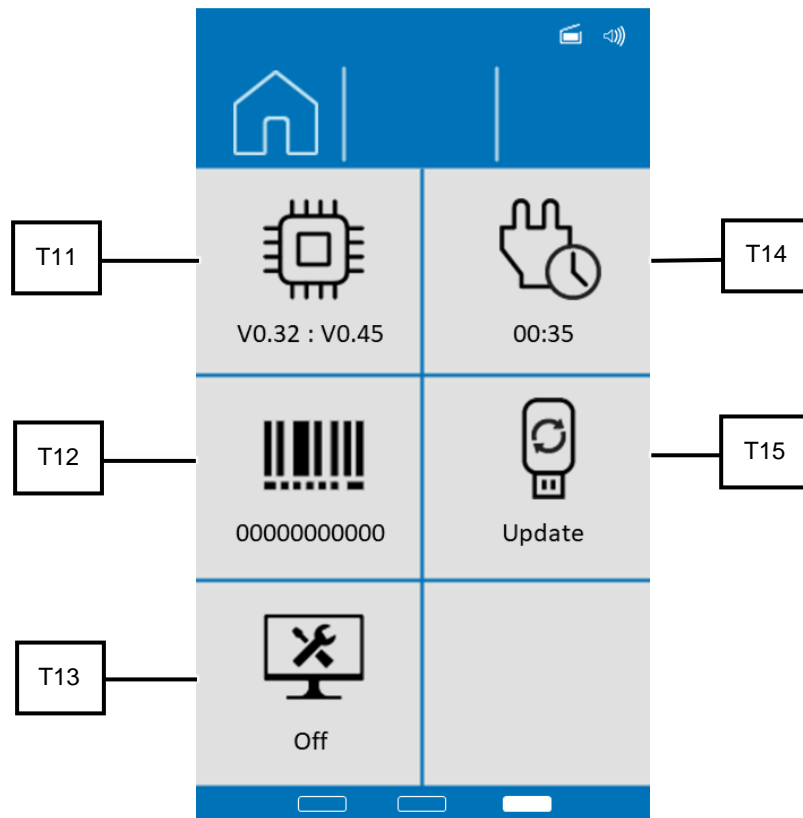 T11
V0.32 : V0.45
T14
00:35
T12
00000000000
T15
Update
T13
Off